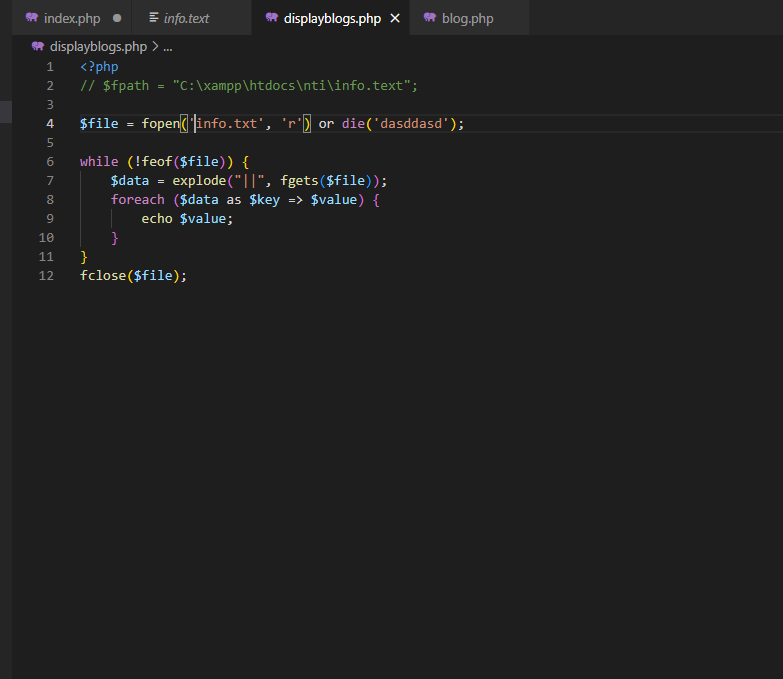 index.php
info.text
displayblogs.php
blog.php
displayblogs.php > ...
1 <?php
2 // $fpath = "C:\xampp\htdocs\nti\info.text";
3
4 $file = fopen('info.txt', 'r') or die('dasddasd');
5
6 while (!feof($file)) {
7     $data = explode("||", fgets($file));
8     foreach ($data as $key => $value) {
9         echo $value;
10     }
11 }
12 fclose($file);